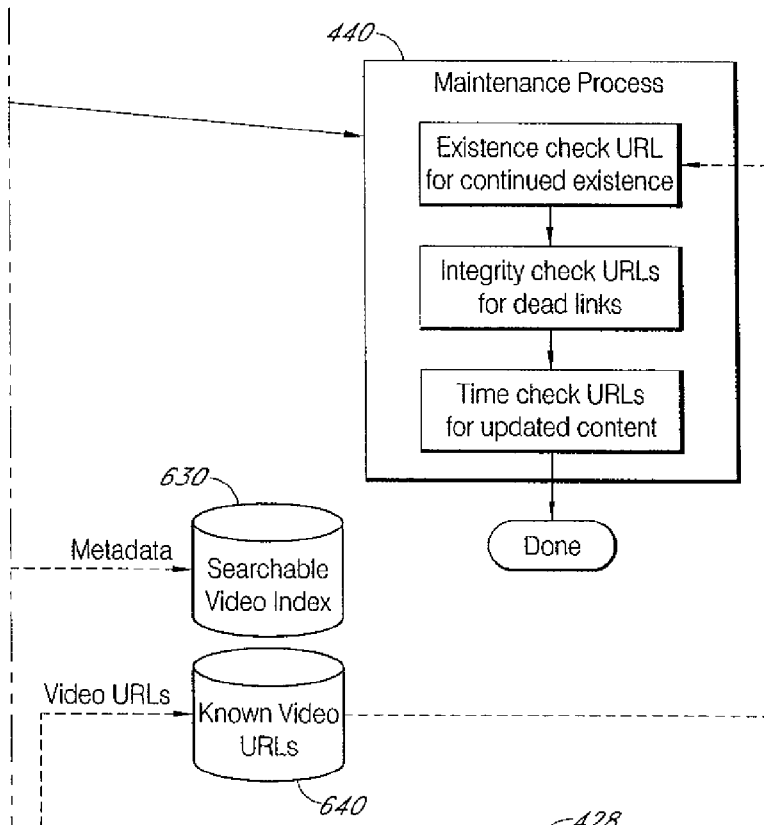 440
Maintenance Process
Existence check URL
for continued existence
Integrity check URLs
for dead links
Time check URLs
for updated content
Done
630
Metadata
Searchable
Video Index
Video URLs
Known Video
URLs
640
428